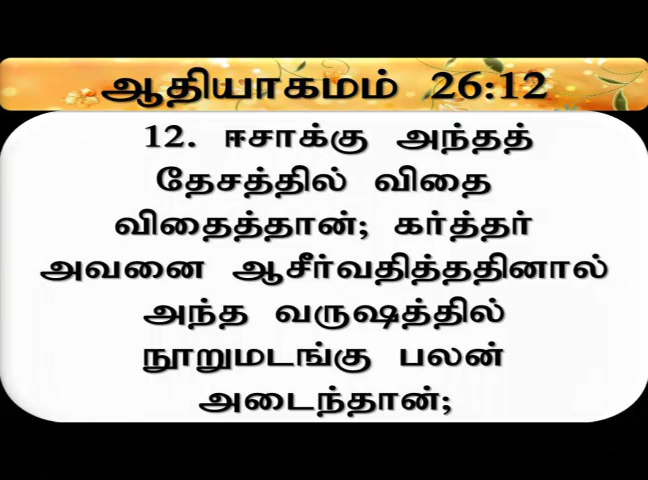 ஆதியாகமம் 26:12
12. ஈசாக்கு அந்தத்
தேசத்தில் விதை
விதைத்தான்; கர்த்தர்
அவனை ஆசீர்வதித்ததினால்
அந்த வருஷத்தில்
நூறுமடங்கு பலன்
அடைந்தான்;